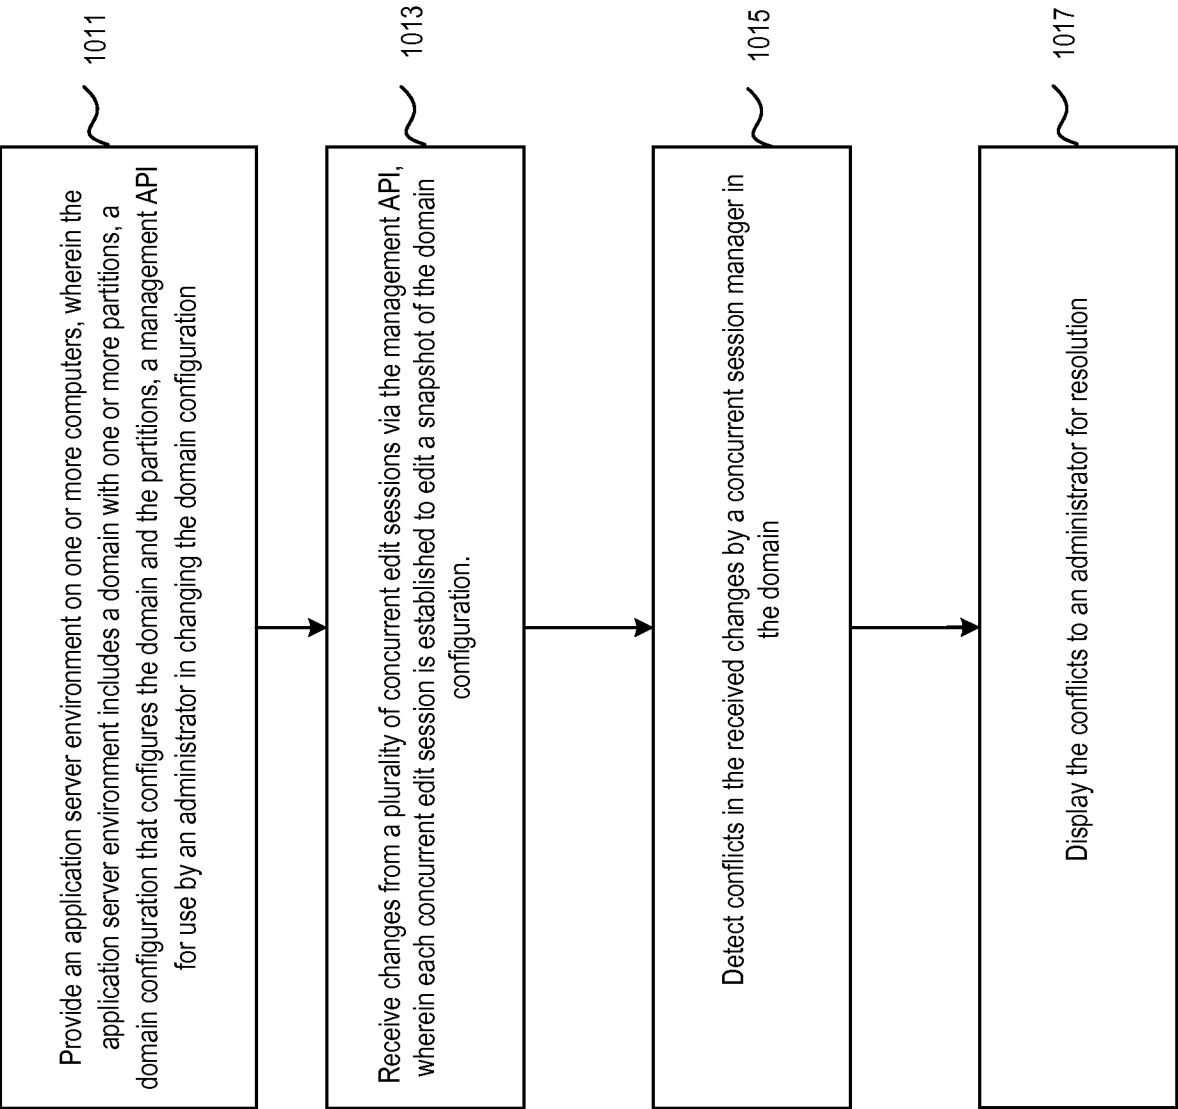 Provide an application server environment on one or more computers, wherein the
application server environment includes a domain with one or more partitions, a
domain configuration that configures the domain and the partitions, a management API
for use by an administrator in changing the domain configuration
1011
Receive changes from a plurality of concurrent edit sessions via the management API,
wherein each concurrent edit session is established to edit a snapshot of the domain
configuration.
1013
Detect conflicts in the received changes by a concurrent session manager in
the domain
1015
Display the conflicts to an administrator for resolution
1017